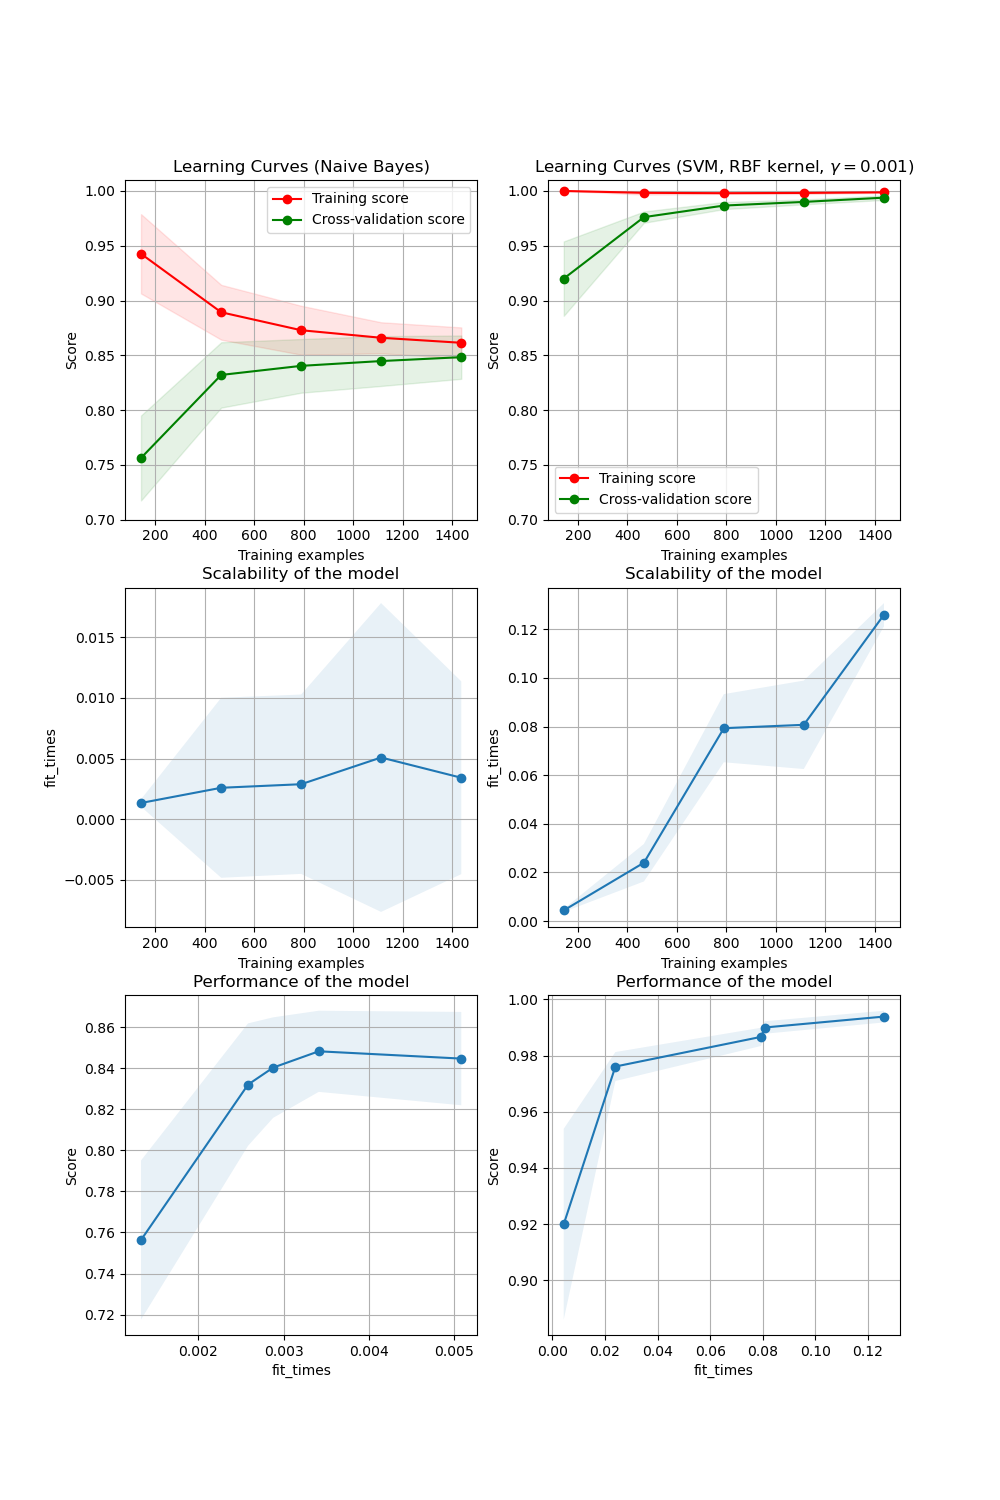 Learning Curves (Naive Bayes)
1.00
0.95
0.90
0.85
0.80
0.75
0.70
Score
Training score
Cross-validation score
200 400 600 800 1000 1200 1400
Training examples
Learning Curves (SVM, RBF kernel, γ = 0.001)
1.00
0.95
0.90
0.85
0.80
0.75
0.70
Score
Training score
Cross-validation score
200 400 600 800 1000 1200 1400
Training examples
Scalability of the model
0.015
0.010
0.005
0.000
−0.005
fit_times
200 400 600 800 1000 1200 1400
Training examples
Scalability of the model
0.12
0.10
0.08
0.06
0.04
0.02
0.00
fit_times
200 400 600 800 1000 1200 1400
Training examples
Performance of the model
0.86
0.84
0.82
0.80
0.78
0.76
0.74
0.72
Score
0.002 0.003 0.004 0.005
fit_times
Performance of the model
1.00
0.98
0.96
0.94
0.92
0.90
Score
0.00 0.02 0.04 0.06 0.08 0.10 0.12
fit_times